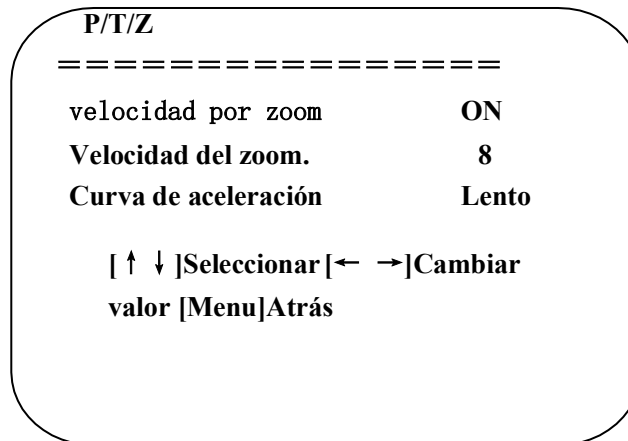 P/T/Z
================
velocidad por zoom ON
Velocidad del zoom. 8
Curva de aceleración Lento
[↑ ↓]Seleccionar[← →]Cambiar
valor [Menu]Atrás